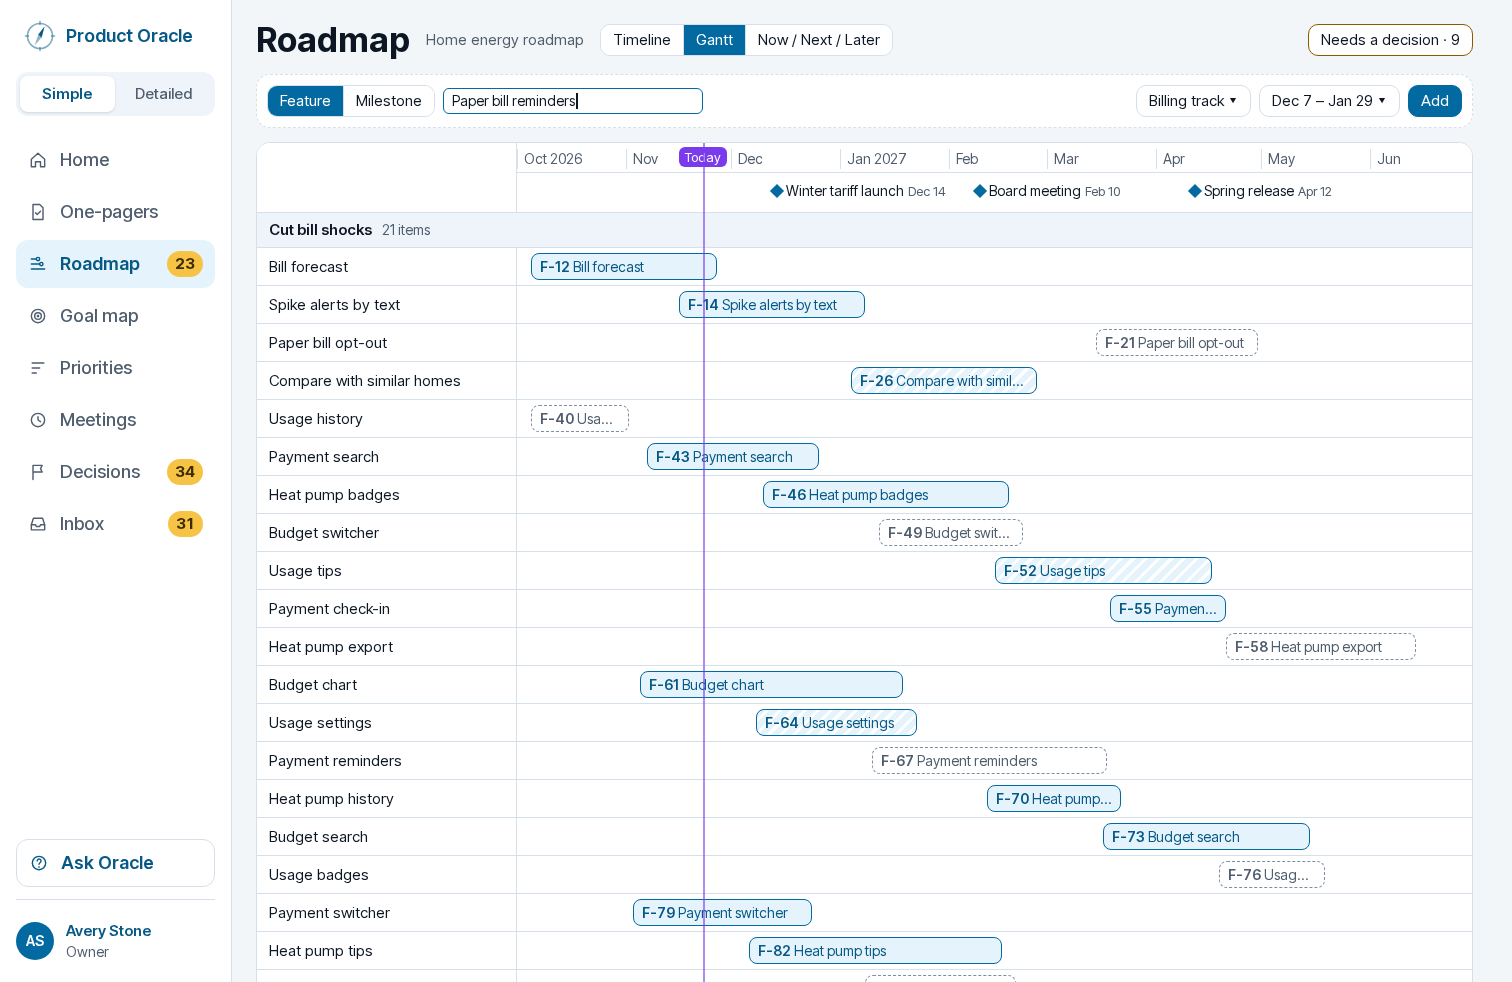 Product Oracle
Simple Detailed
Home
One-pagers
Roadmap 23
Goal map
Priorities
Meetings
Decisions 34
Inbox 31
Ask Oracle
AS Avery Stone
Owner
Roadmap Home energy roadmap Timeline Gantt Now / Next / Later Needs a decision · 9
Feature Milestone Paper bill reminders Billing track Dec 7 – Jan 29 Add
Oct 2026 Nov Today Dec Jan 2027 Feb Mar Apr May Jun
Winter tariff launch Dec 14 Board meeting Feb 10 Spring release Apr 12
Cut bill shocks 21 items
Bill forecast F-12 Bill forecast
Spike alerts by text F-14 Spike alerts by text
Paper bill opt-out F-21 Paper bill opt-out
Compare with similar homes F-26 Compare with simil...
Usage history F-40 Usa...
Payment search F-43 Payment search
Heat pump badges F-46 Heat pump badges
Budget switcher F-49 Budget swit...
Usage tips F-52 Usage tips
Payment check-in F-55 Paymen...
Heat pump export F-58 Heat pump export
Budget chart F-61 Budget chart
Usage settings F-64 Usage settings
Payment reminders F-67 Payment reminders
Heat pump history F-70 Heat pump...
Budget search F-73 Budget search
Usage badges F-76 Usag...
Payment switcher F-79 Payment switcher
Heat pump tips F-82 Heat pump tips